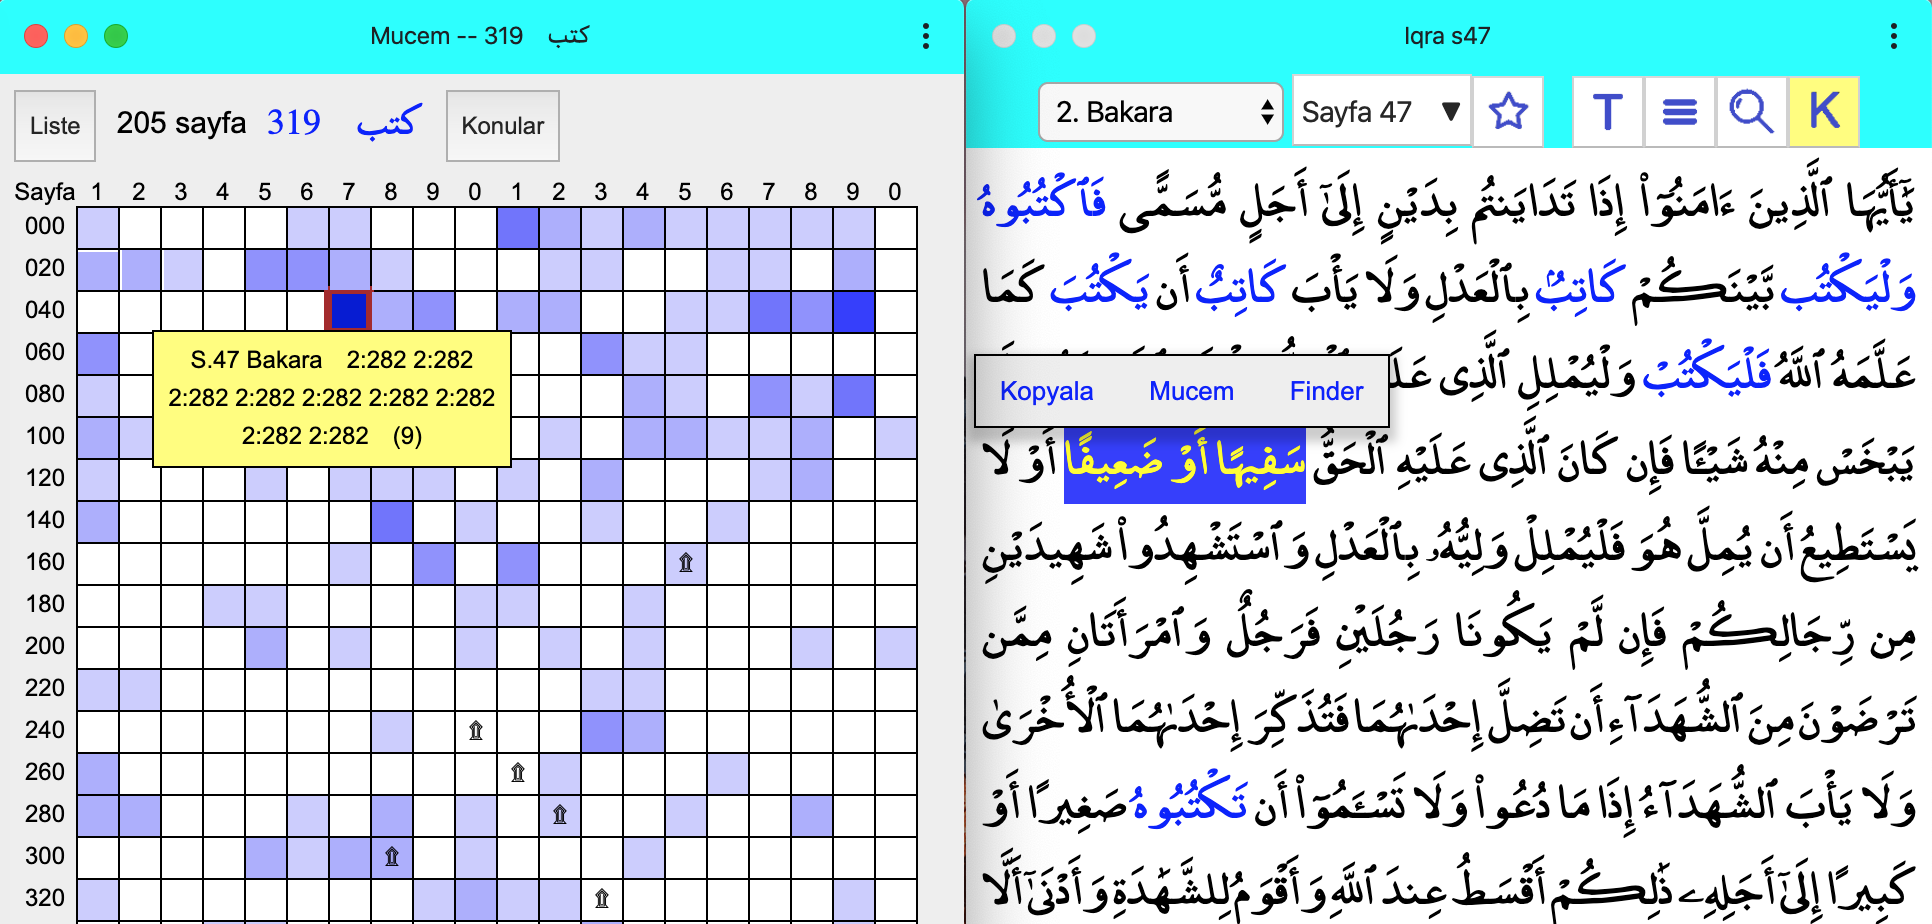 Mucem -- 319 كتب
Liste
205 sayfa 319 كتب
Konular
Sayfa 1 2 3 4 5 6 7 8 9 0 1 2 3 4 5 6 7 8 9 0
000
020
040
060
080
100
120
140
160 ⇮
180
200
220
240 ⇮
260 ⇮
280 ⇮
300 ⇮
320 ⇮
S.47 Bakara 2:282 2:282
2:282 2:282 2:282 2:282 2:282
2:282 2:282 (9)
Iqra s47
2. Bakara
Sayfa 47 ▼
T
K
يَٰٓأَيُّهَا ٱلَّذِينَ ءَامَنُوٓا۟ إِذَا تَدَايَنتُم بِدَيْنٍ إِلَىٰٓ أَجَلٍ مُّسَمًّى فَٱكْتُبُوهُ
وَلْيَكْتُب بَّيْنَكُمْ كَاتِبٌۢ بِٱلْعَدْلِ وَلَا يَأْبَ كَاتِبٌ أَن يَكْتُبَ كَمَا
عَلَّمَهُ ٱللَّهُ فَلْيَكْتُبْ وَلْيُمْلِلِ ٱلَّذِى
Kopyala Mucem Finder
يَبْخَسْ مِنْهُ شَيْـًٔا فَإِن كَانَ ٱلَّذِى عَلَيْهِ ٱلْحَقُّ سَفِيهًا أَوْ ضَعِيفًا أَوْ لَا
يَسْتَطِيعُ أَن يُمِلَّ هُوَ فَلْيُمْلِلْ وَلِيُّهُۥ بِٱلْعَدْلِ وَٱسْتَشْهِدُوا۟ شَهِيدَيْنِ
مِن رِّجَالِكُمْ فَإِن لَّمْ يَكُونَا رَجُلَيْنِ فَرَجُلٌ وَٱمْرَأَتَانِ مِمَّن
تَرْضَوْنَ مِنَ ٱلشُّهَدَآءِ أَن تَضِلَّ إِحْدَىٰهُمَا فَتُذَكِّرَ إِحْدَىٰهُمَا ٱلْأُخْرَىٰ
وَلَا يَأْبَ ٱلشُّهَدَآءُ إِذَا مَا دُعُوا۟ وَلَا تَسْـَٔمُوٓا۟ أَن تَكْتُبُوهُ صَغِيرًا أَوْ
كَبِيرًا إِلَىٰٓ أَجَلِهِۦ ذَٰلِكُمْ أَقْسَطُ عِندَ ٱللَّهِ وَأَقْوَمُ لِلشَّهَٰدَةِ وَأَدْنَىٰٓ أَلَّا